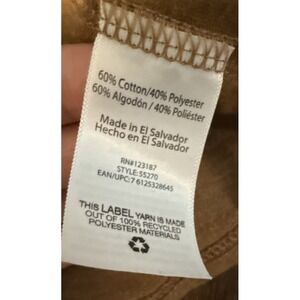 60% Cotton/40% Polyester
60% Algodón / 40% Poliéster
Made in El Salvador
Hecho en El Salvador
RN#123187
STYLE: 55270
EAN/UPC: 7 6125328645
THIS LABEL YARN IS MADE
OUT OF 100% RECYCLED
POLYESTER MATERIALS